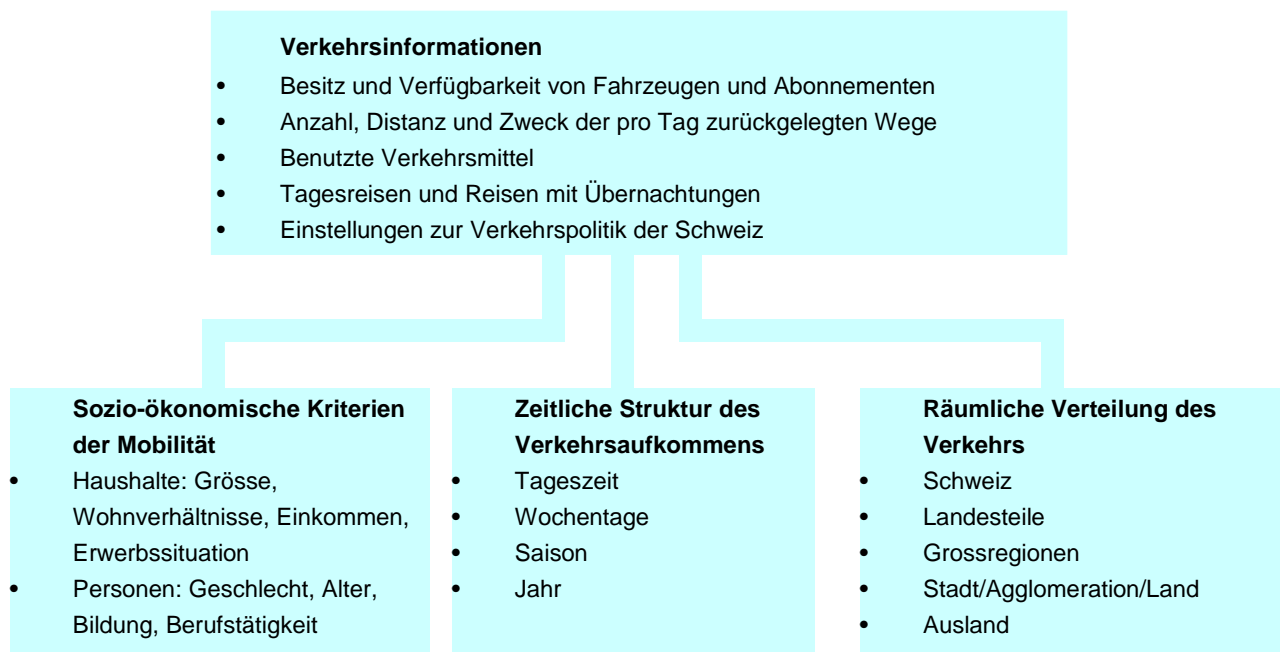 Verkehrsinformationen
• Besitz und Verfügbarkeit von Fahrzeugen und Abonnementen
• Anzahl, Distanz und Zweck der pro Tag zurückgelegten Wege
• Benutzte Verkehrsmittel
• Tagesreisen und Reisen mit Übernachtungen
• Einstellungen zur Verkehrspolitik der Schweiz
Sozio-ökonomische Kriterien
der Mobilität
• Haushalte: Grösse,
Wohnverhältnisse, Einkommen,
Erwerbssituation
• Personen: Geschlecht, Alter,
Bildung, Berufstätigkeit
Zeitliche Struktur des
Verkehrsaufkommens
• Tageszeit
• Wochentage
• Saison
• Jahr
Räumliche Verteilung des
Verkehrs
• Schweiz
• Landesteile
• Grossregionen
• Stadt/Agglomeration/Land
• Ausland